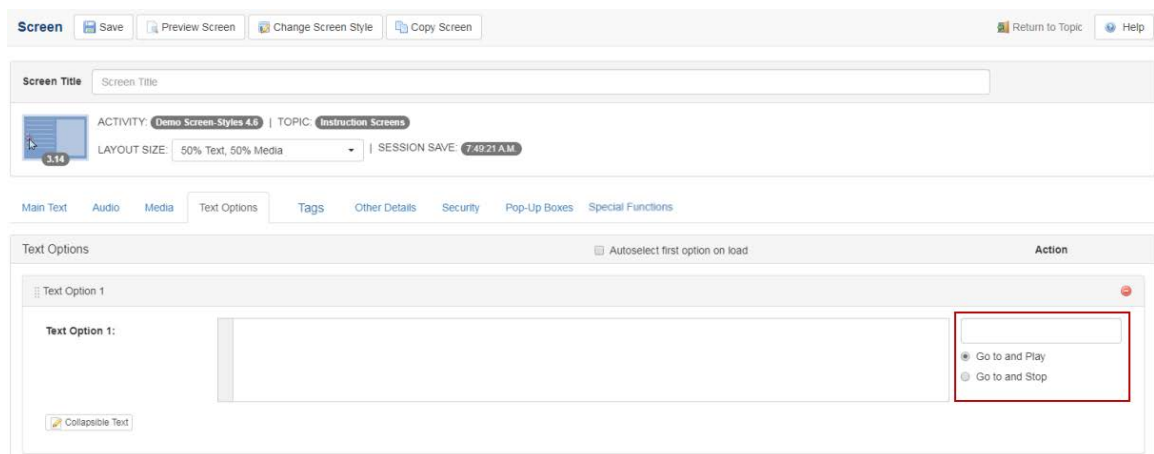 Screen Save Preview Screen Change Screen Style Copy Screen Return to Topic Help
Screen Title Screen Title
ACTIVITY: Demo Screen-Styles 4.6 | TOPIC: Instruction Screens
3.14 LAYOUT SIZE: 50% Text, 50% Media | SESSION SAVE: 7:49:21 A.M.
Main Text Audio Media Text Options Tags Other Details Security Pop-Up Boxes Special Functions
Text Options Autoselect first option on load Action
Text Option 1
Text Option 1:
Go to and Play
Go to and Stop
Collapsible Text